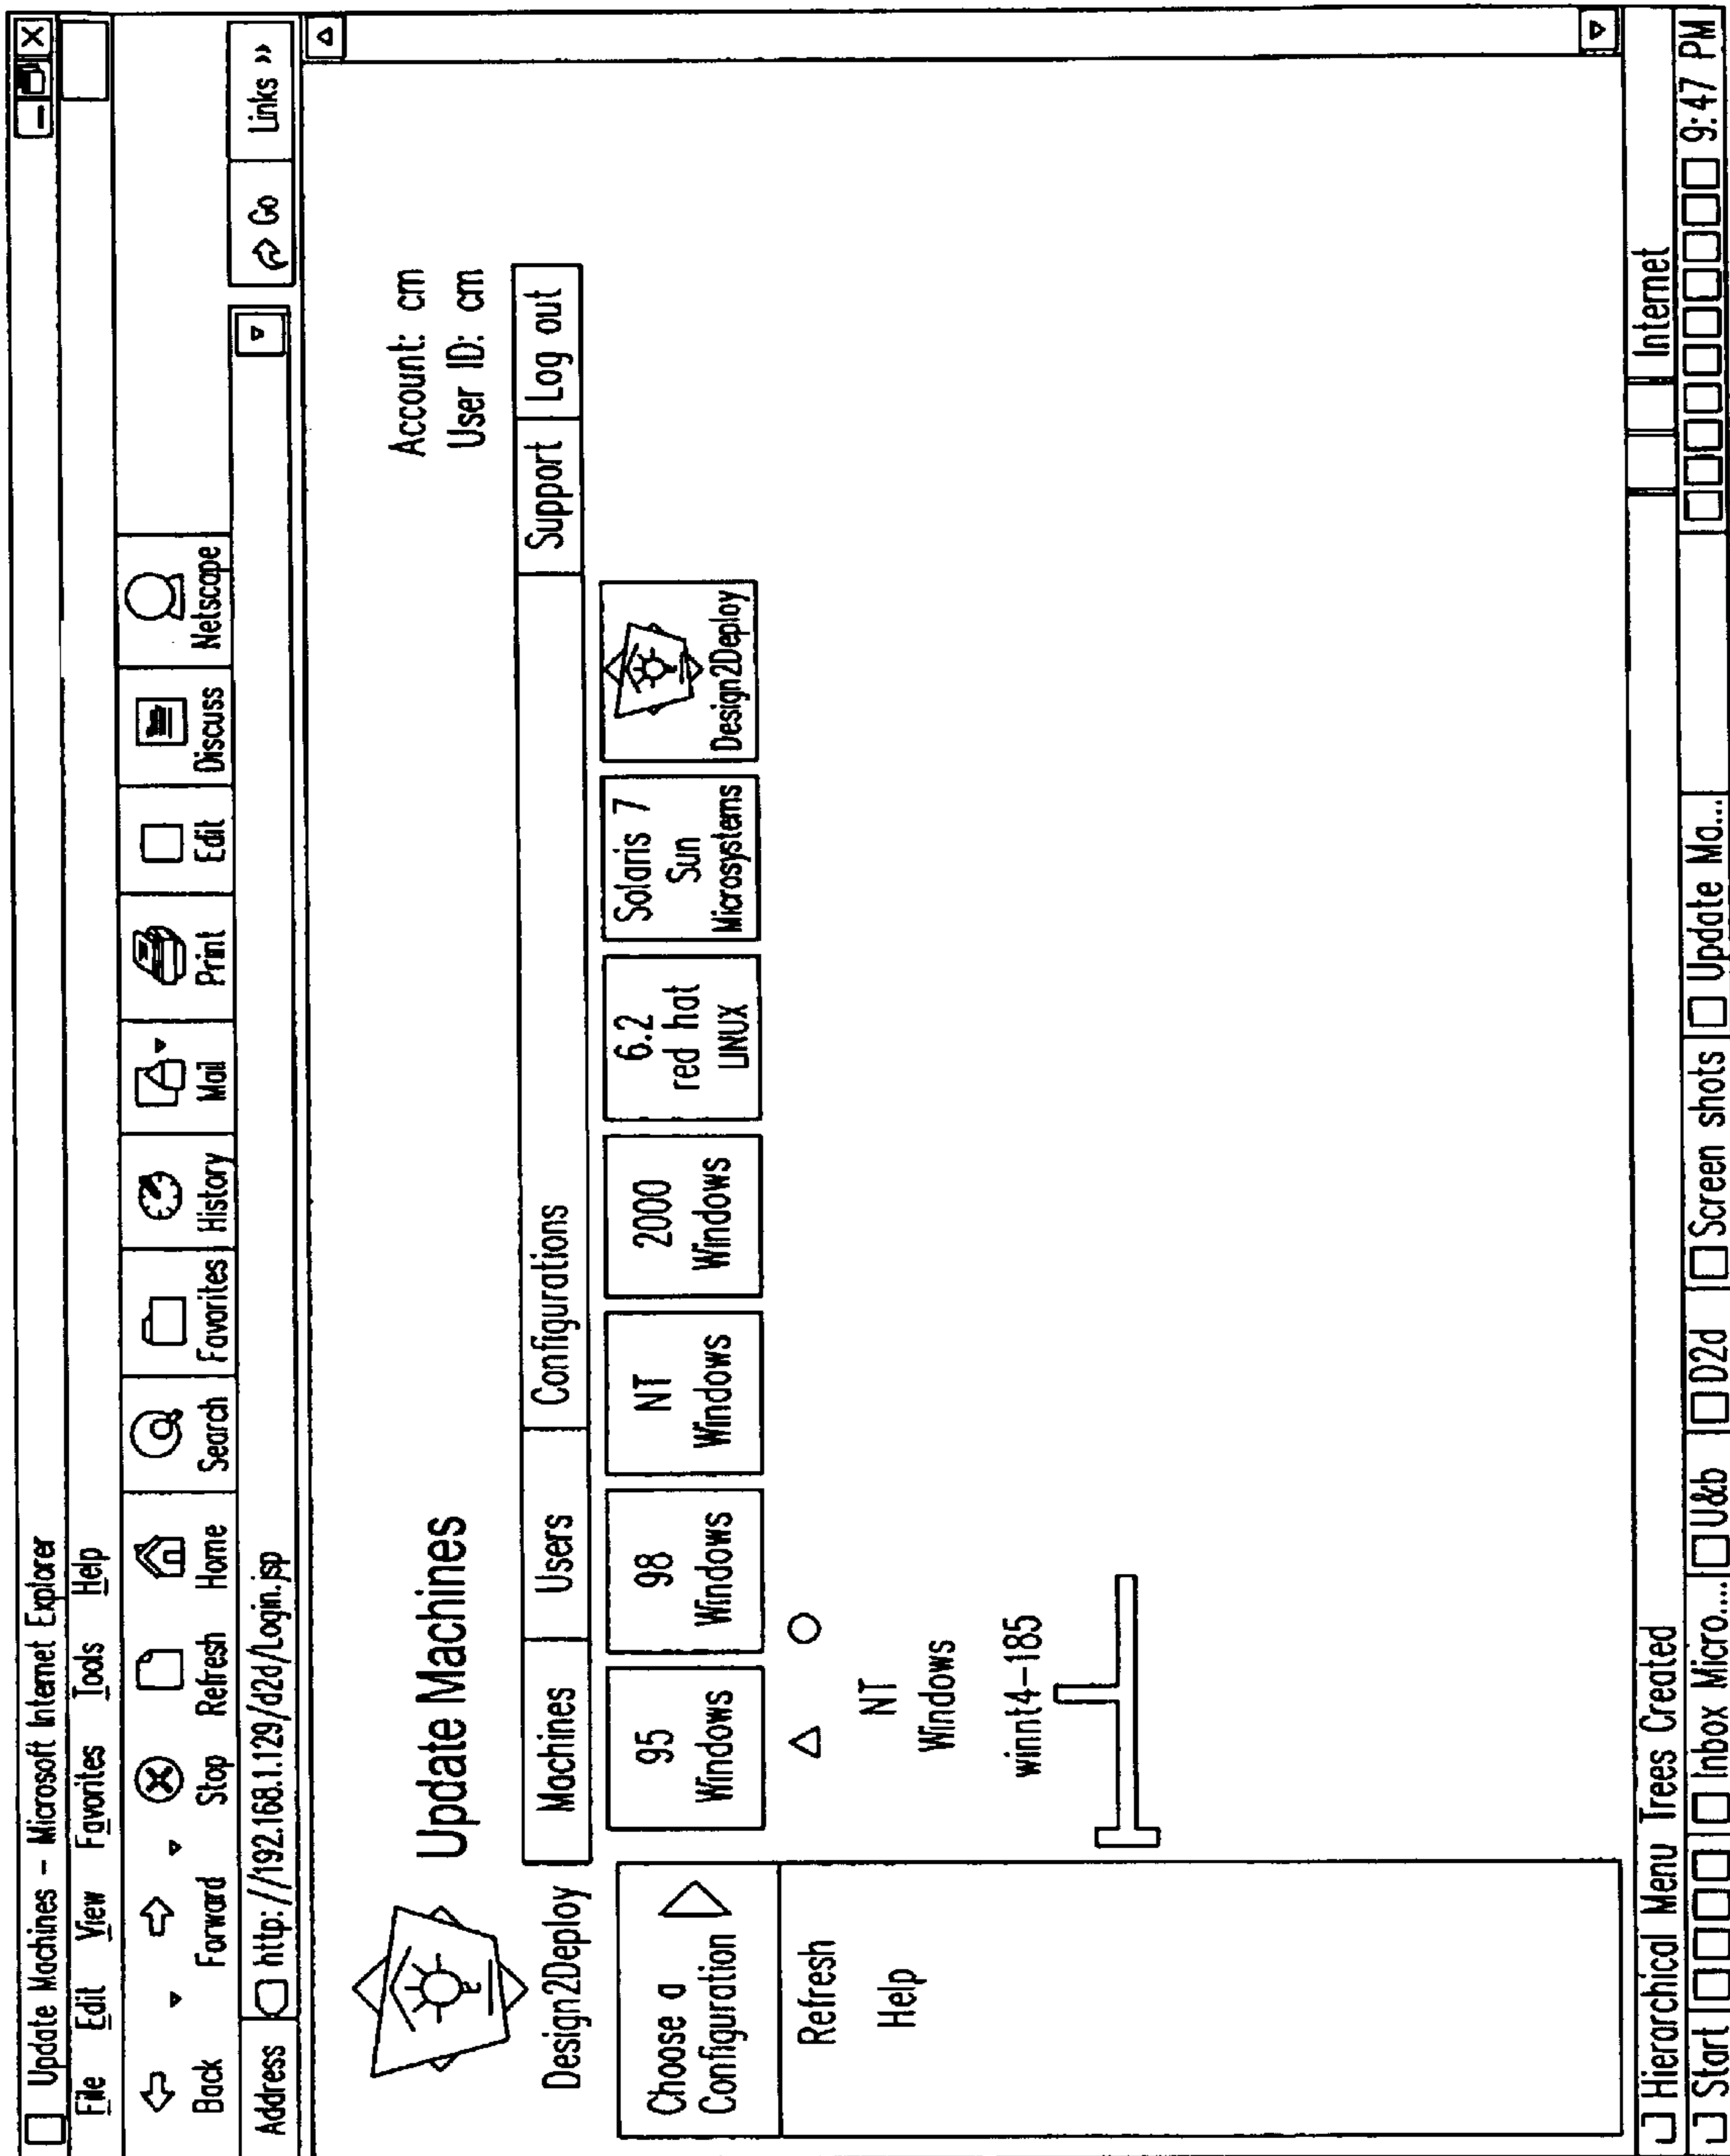 Update Machines – Microsoft Internet Explorer
File Edit View Favorites Tools Help
Back Forward Stop Refresh Home Search Favorites History Mail Print Edit Discuss Netscape
Address http://192.168.1.129/d2d/Login.jsp Go Links »
Design2Deploy
Update Machines
Account: cm
User ID: cm
Machines Users Configurations Support Log out
Choose a
Configuration
Refresh
Help
95
Windows
98
Windows
NT
Windows
2000
Windows
6.2
red hat
LINUX
Solaris 7
Sun
Microsystems
Design2Deploy
NT
Windows
winnt4-185
Hierarchical Menu Trees Created Internet
Start Inbox Micro... U&b D2d Screen shots Update Ma... 9:47 PM